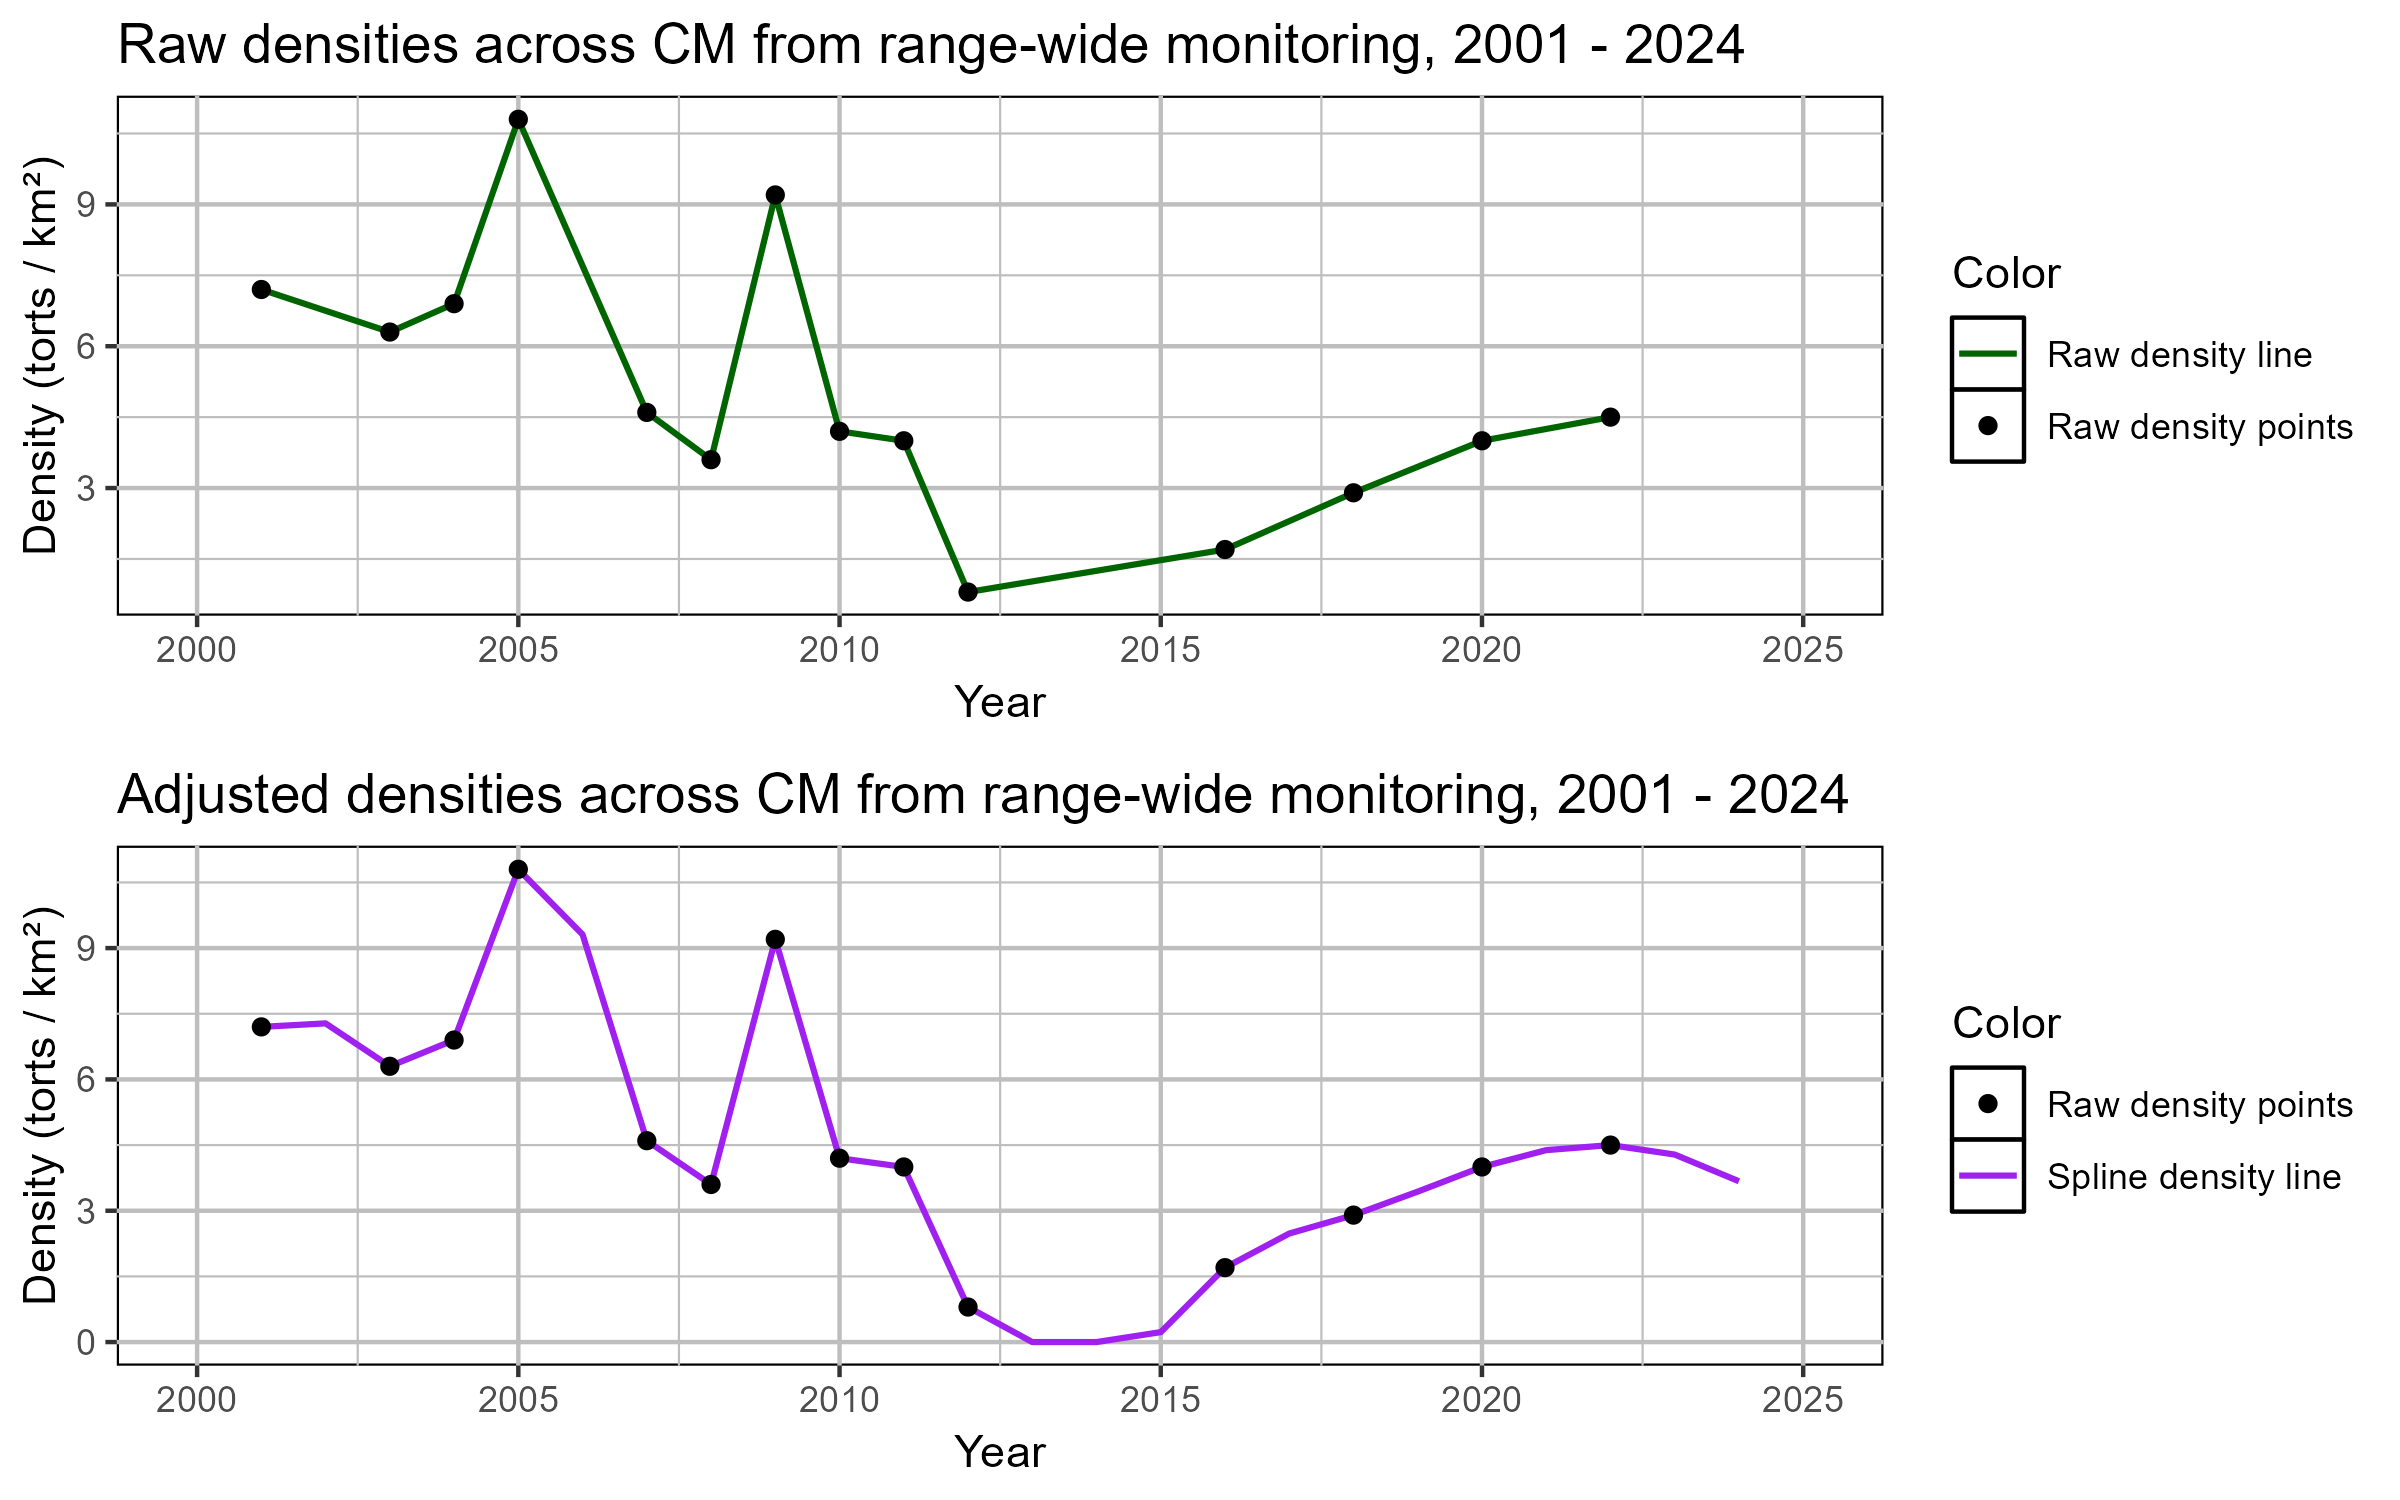 Raw densities across CM from range-wide monitoring, 2001 - 2024
Density (torts / km²)
9
6
3
2000 2005 2010 2015 2020 2025
Year
Color
Raw density line
Raw density points
Adjusted densities across CM from range-wide monitoring, 2001 - 2024
Density (torts / km²)
9
6
3
0
2000 2005 2010 2015 2020 2025
Year
Color
Raw density points
Spline density line